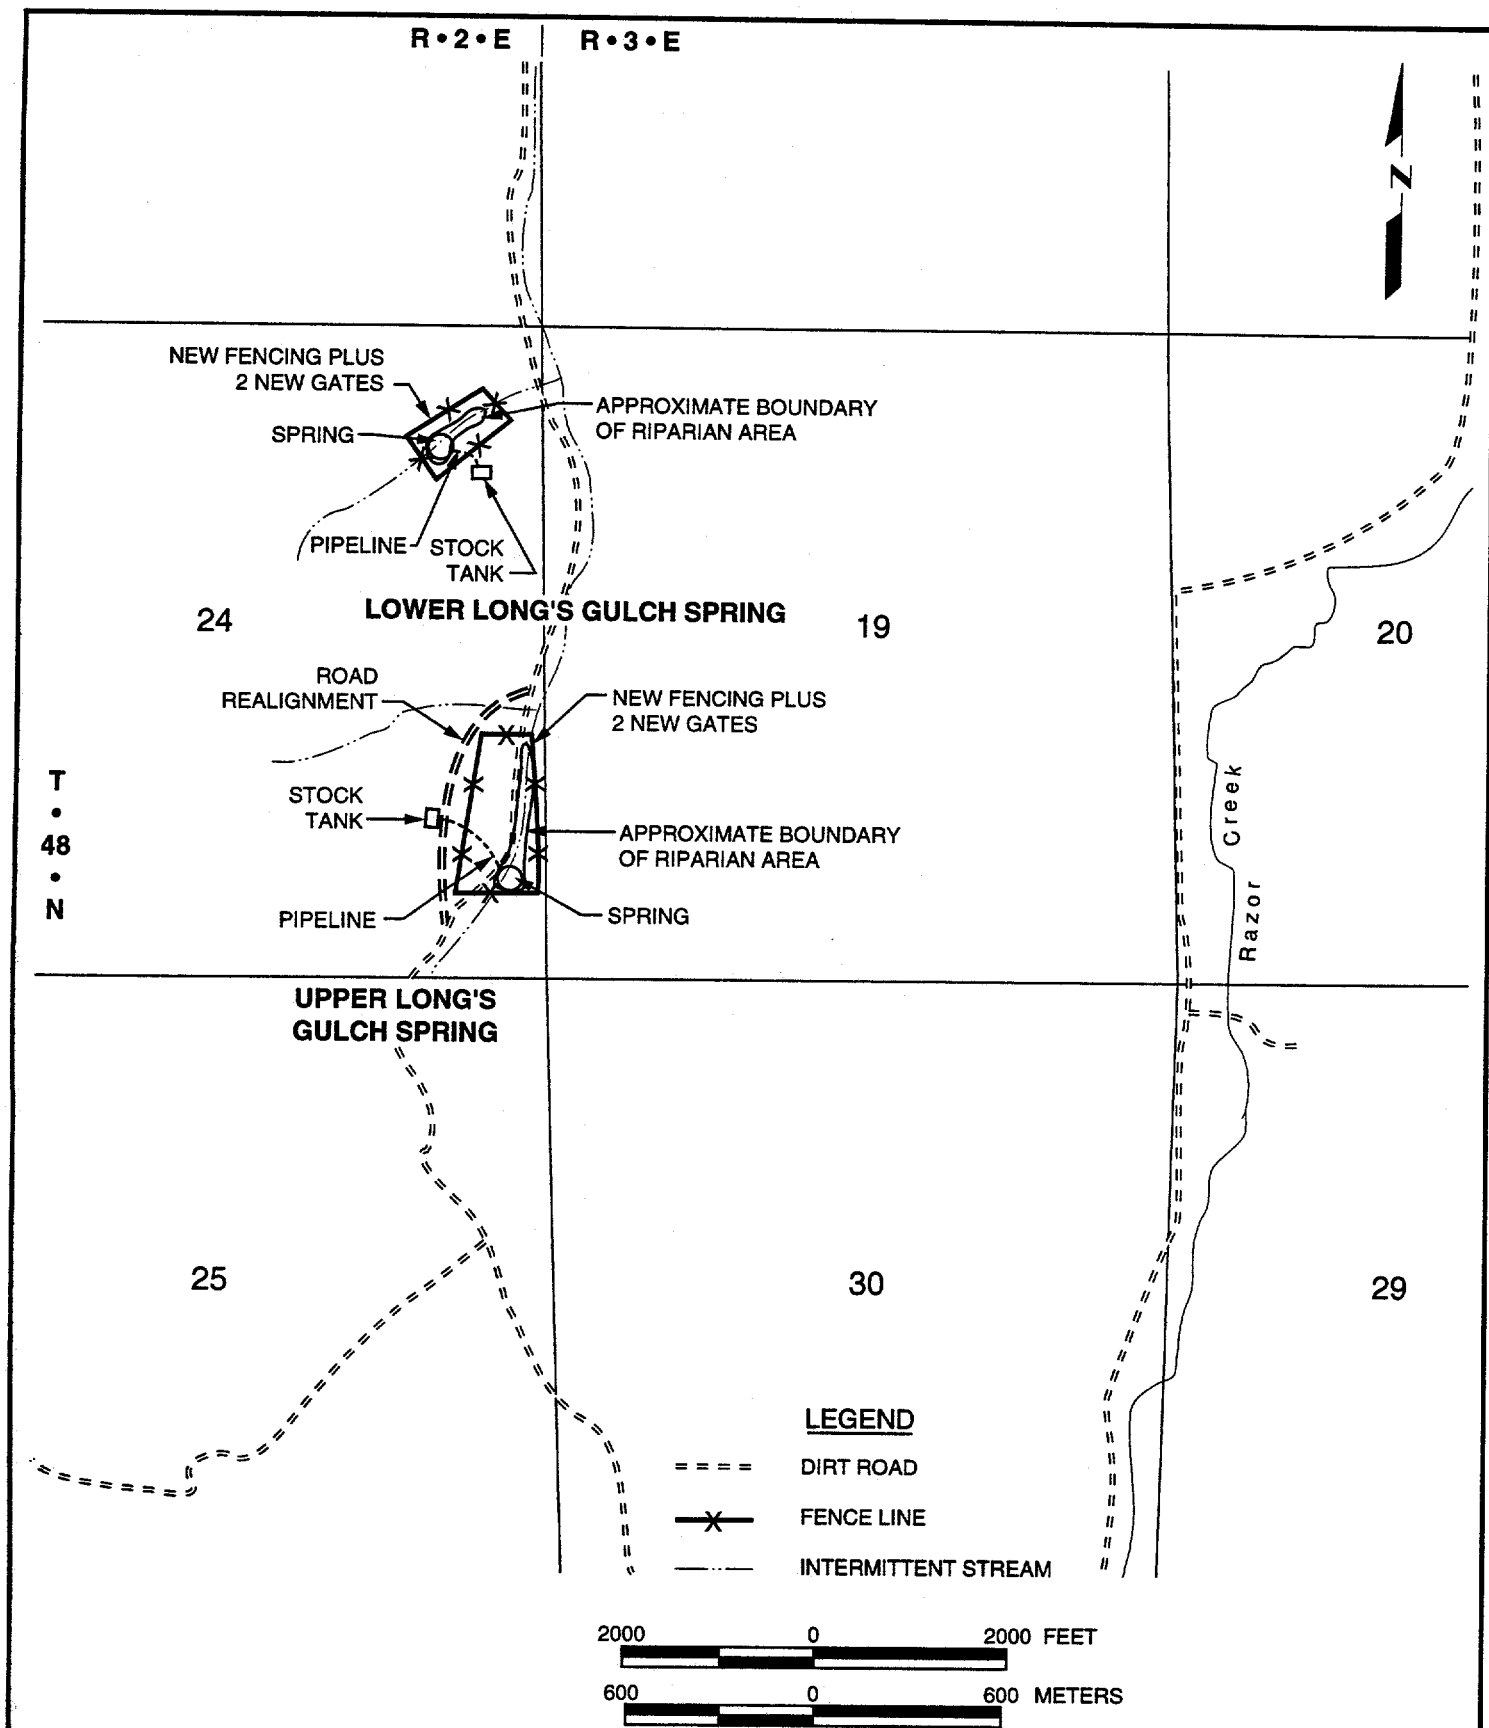 R•2•E R•3•E
N
NEW FENCING PLUS
2 NEW GATES
SPRING
APPROXIMATE BOUNDARY
OF RIPARIAN AREA
PIPELINE
STOCK
TANK
LOWER LONG'S GULCH SPRING
24
19
20
ROAD
REALIGNMENT
NEW FENCING PLUS
2 NEW GATES
STOCK
TANK
APPROXIMATE BOUNDARY
OF RIPARIAN AREA
PIPELINE
SPRING
T
•
48
•
N
Razor Creek
UPPER LONG'S
GULCH SPRING
25
30
29
LEGEND
DIRT ROAD
FENCE LINE
INTERMITTENT STREAM
2000 0 2000 FEET
600 0 600 METERS